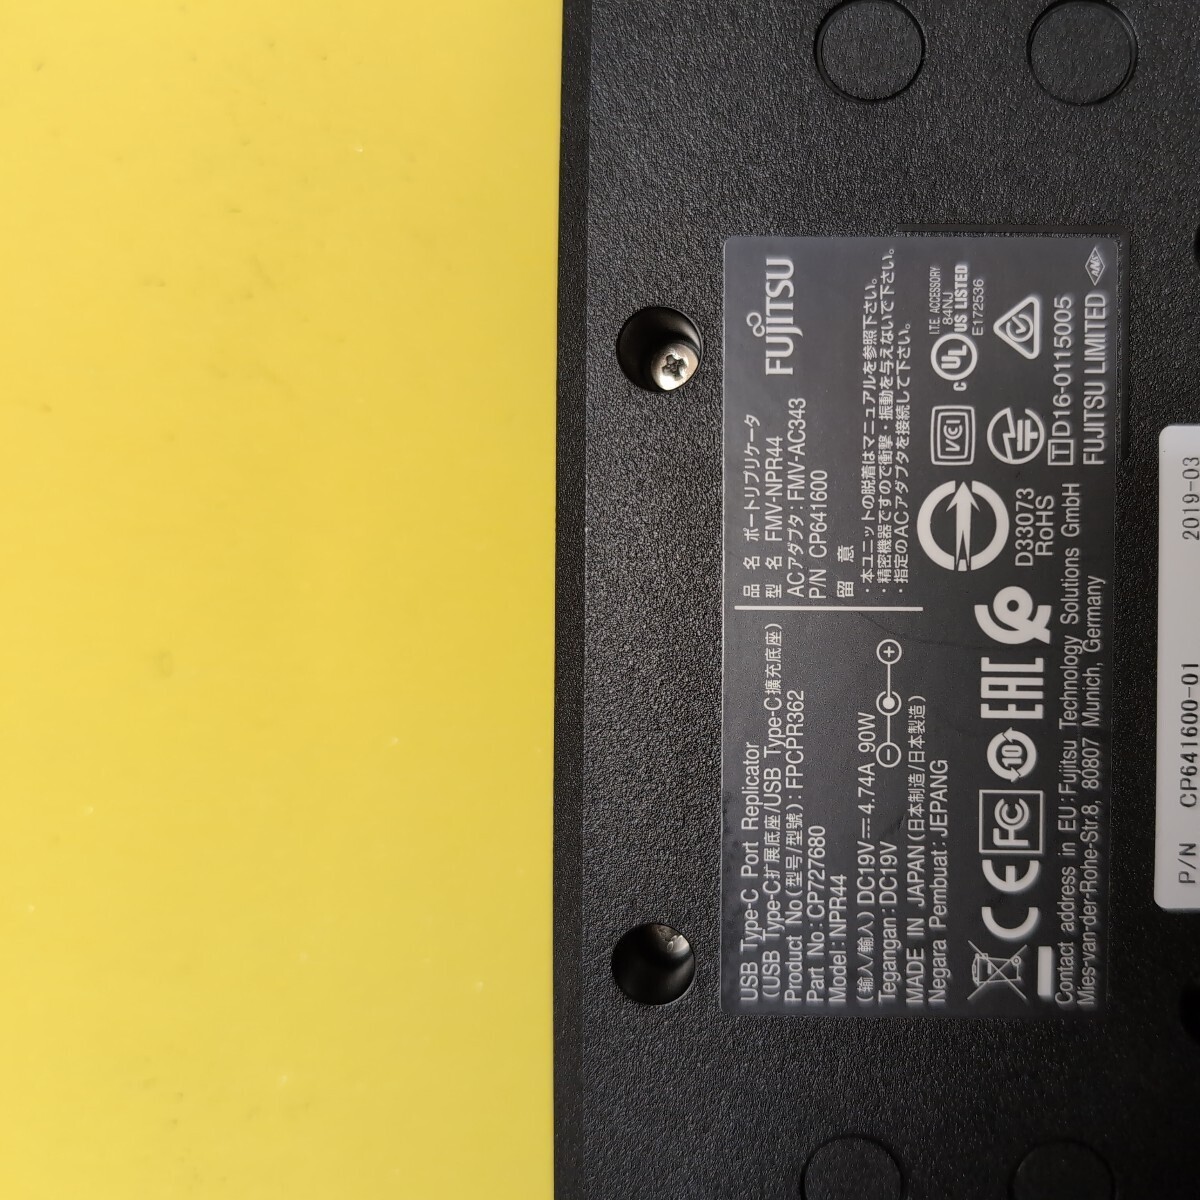 USB Type-C Port Replicator
(USB Type-C扩展底座/USB Type-C擴充底座)
Product No(型号/型號):FPCPR362
Part No:CP727680
Model:NPR44
(输入/輸入) DC19V 4.74A 90W
Tegangan:DC19V
MADE IN JAPAN(日本制造/日本製造)
Negara Pembuat:JEPANG
品 名 ポートリプリケータ
型 名 FMV-NPR44
ACアダプタ:FMV-AC343
P/N CP641600
留 意
・本ユニットの脱着はマニュアルを参照下さい。
・精密機器ですので衝撃・振動を与えないで下さい。
・指定のACアダプタを接続して下さい。
FUJITSU
CE FC 10 EAC
D33073
RoHS
VCI
c UL US LISTED
I.T.E. ACCESSORY
84NJ
E172536
T D16-0115005
Contact address in EU:Fujitsu Technology Solutions GmbH
Mies-van-der-Rohe-Str.8, 80807 Munich, Germany
FUJITSU LIMITED
P/N CP641600-01 2019-03